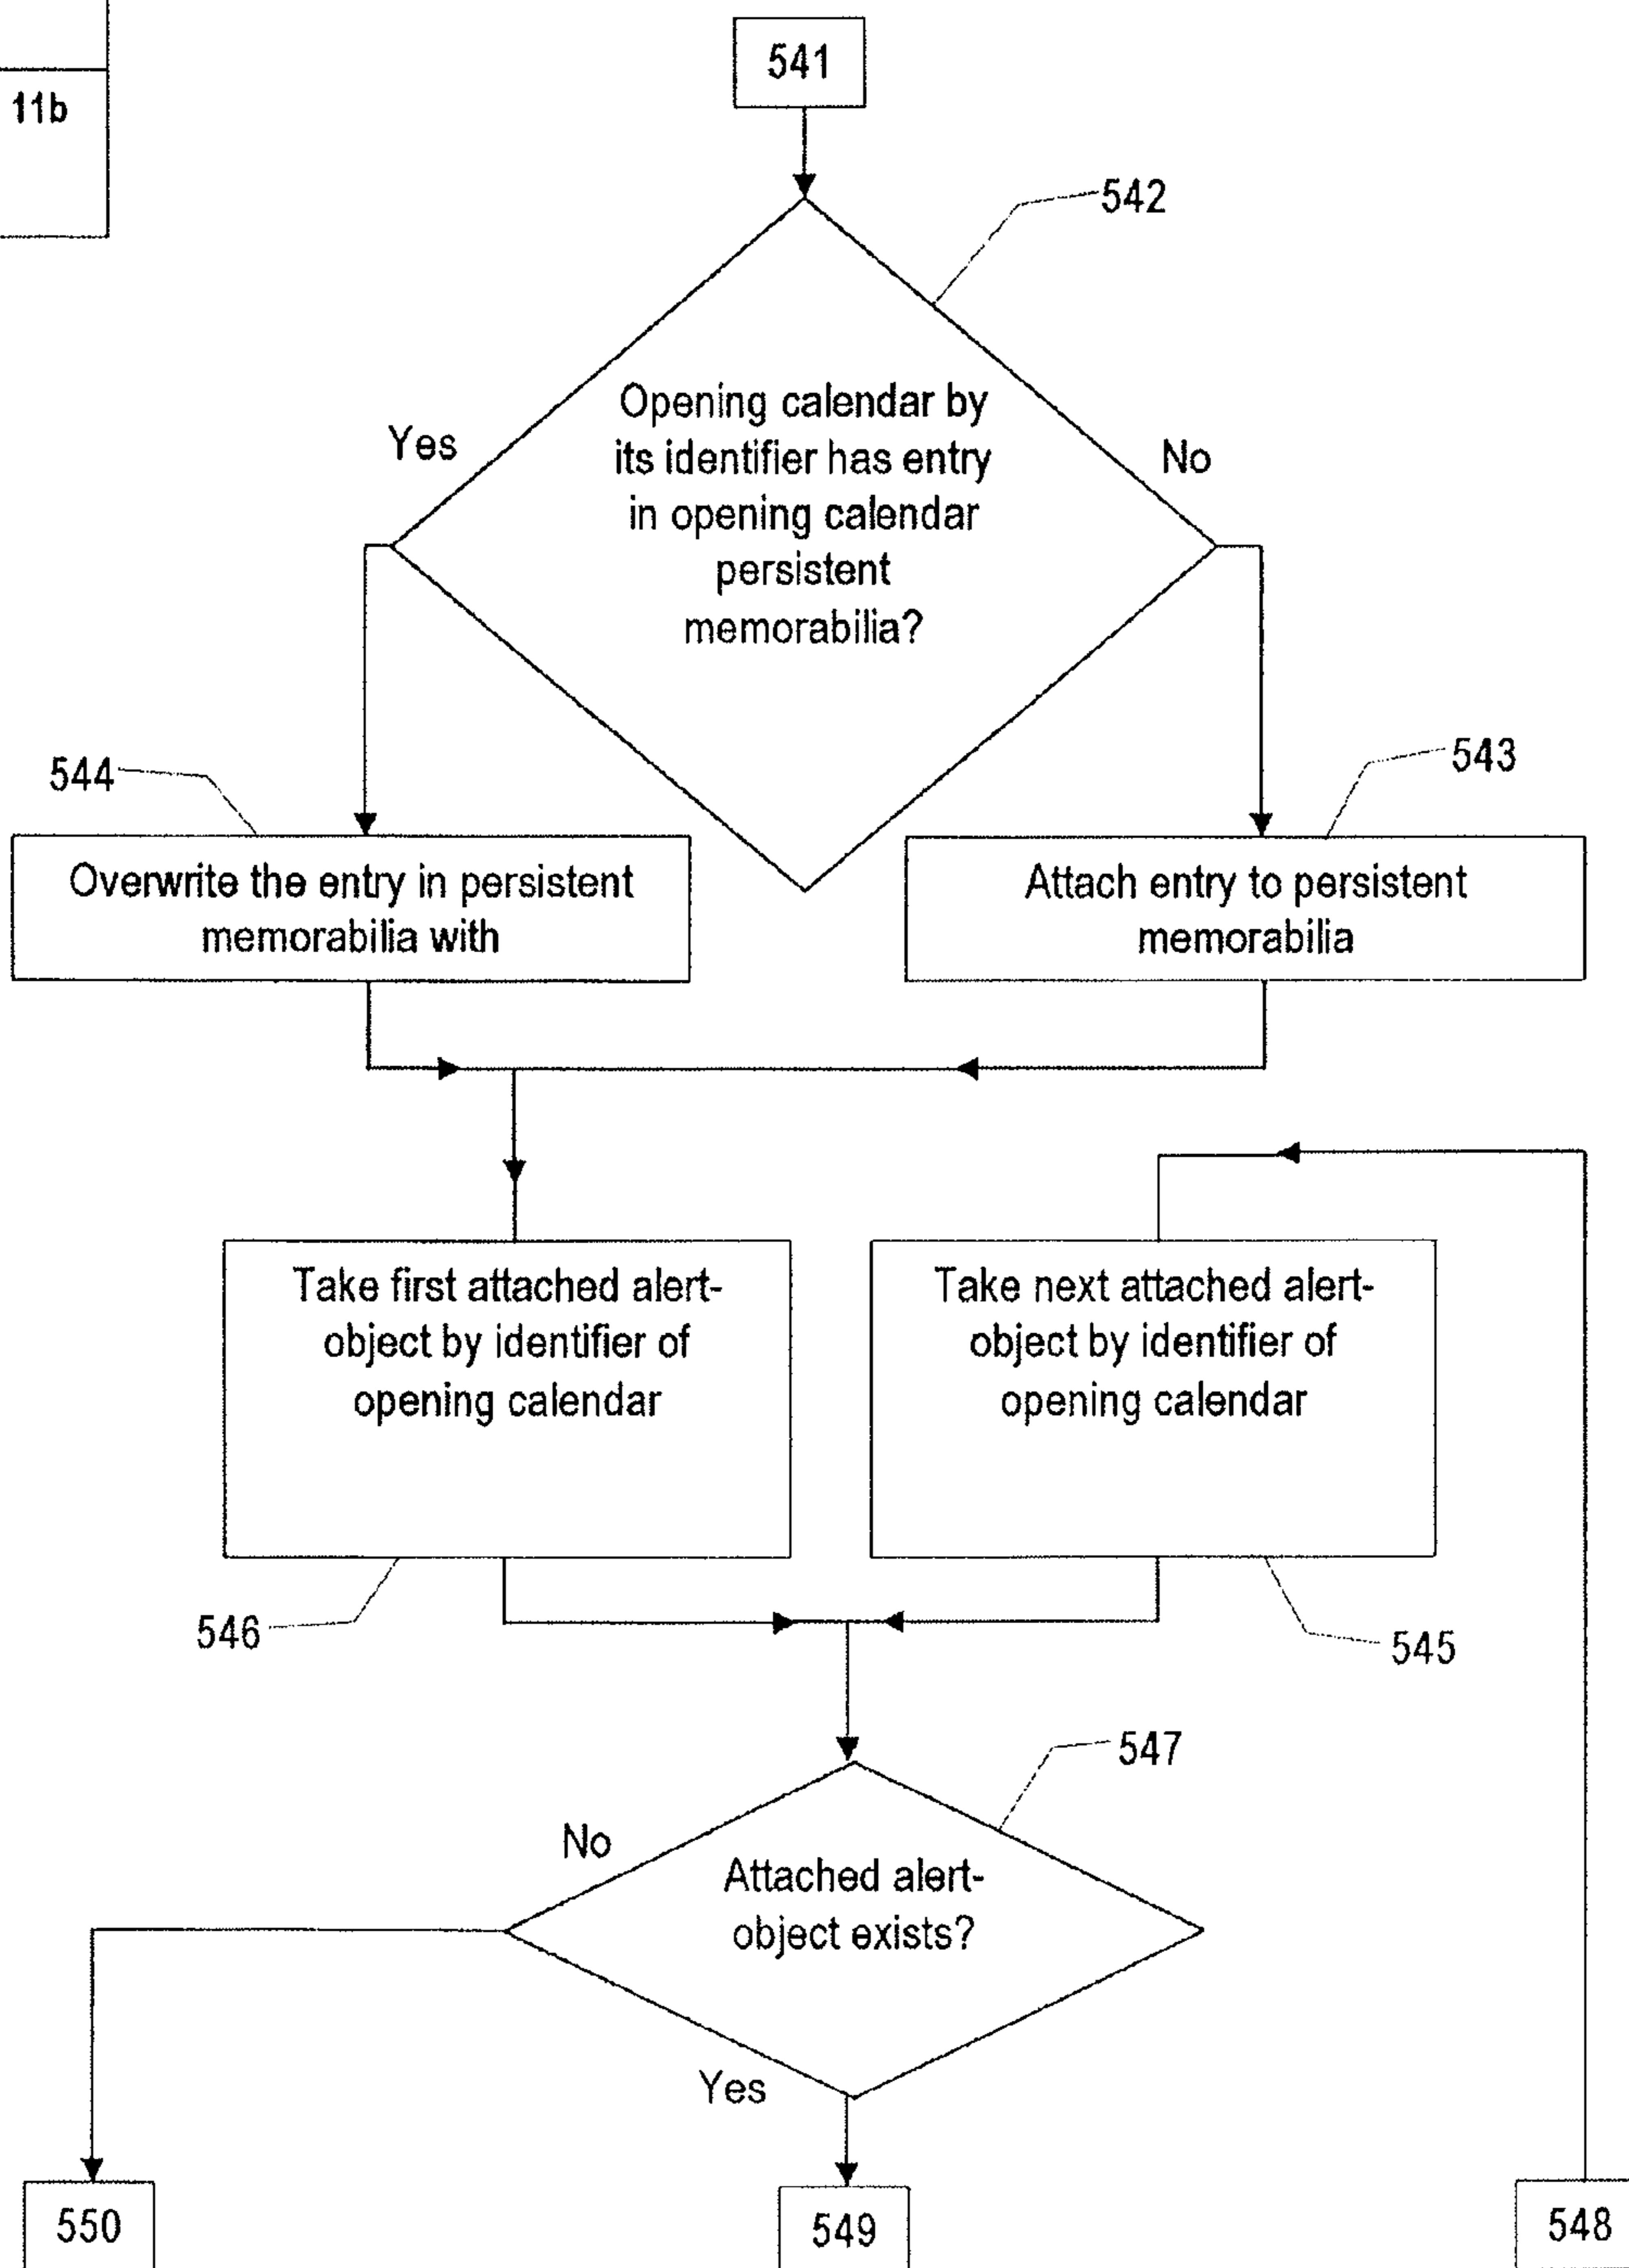 541
11b
542
Opening calendar by
its identifier has entry
in opening calendar
persistent
memorabilia?
Yes
No
544
543
Overwrite the entry in persistent
memorabilia with
Attach entry to persistent
memorabilia
Take first attached alert-
object by identifier of
opening calendar
Take next attached alert-
object by identifier of
opening calendar
546
545
547
No
Attached alert-
object exists?
Yes
550
549
548